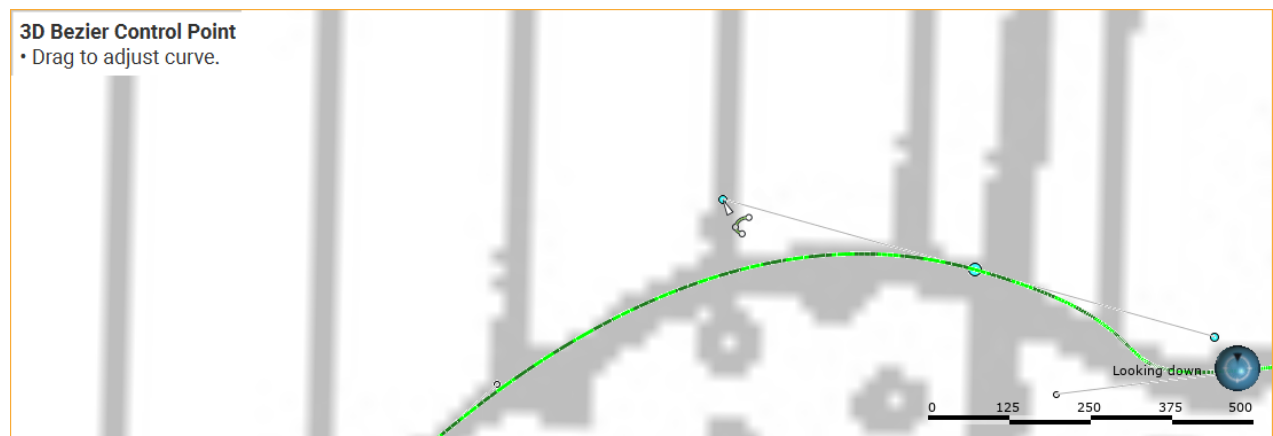 3D Bezier Control Point
• Drag to adjust curve.
Looking down
0 125 250 375 500